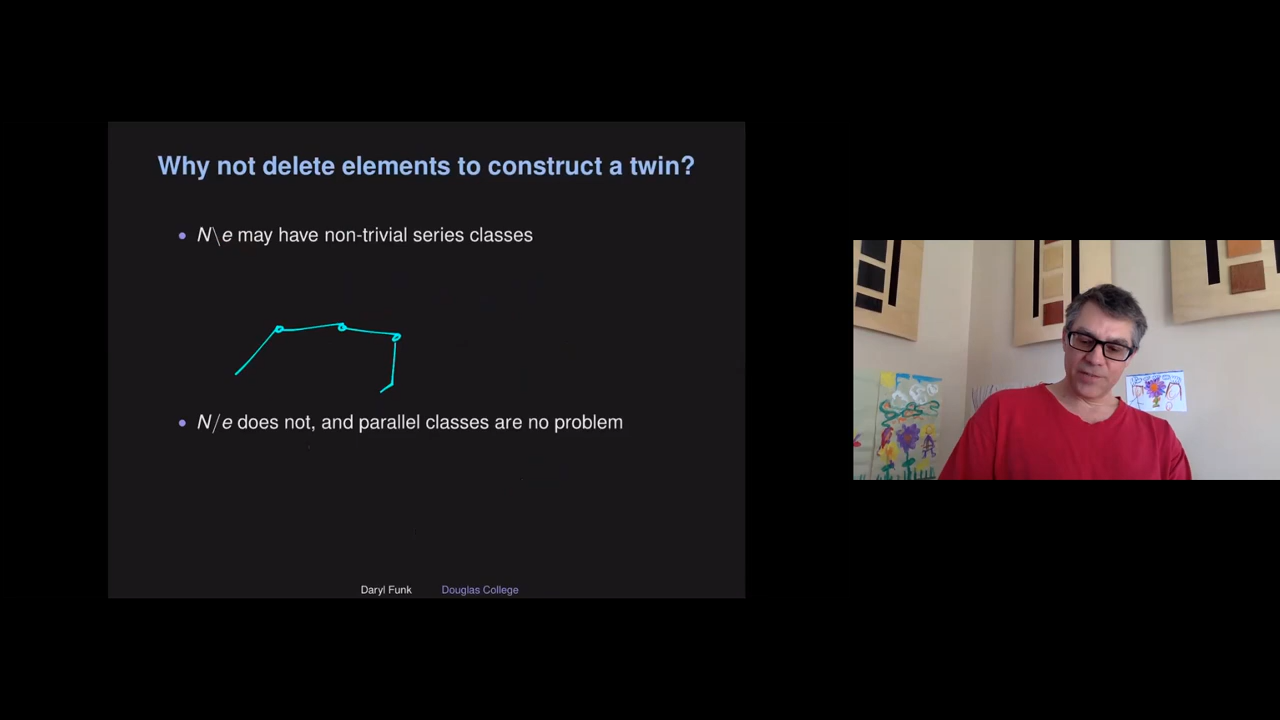 Why not delete elements to construct a twin?
• N\e may have non-trivial series classes
• N/e does not, and parallel classes are no problem
Daryl Funk Douglas College